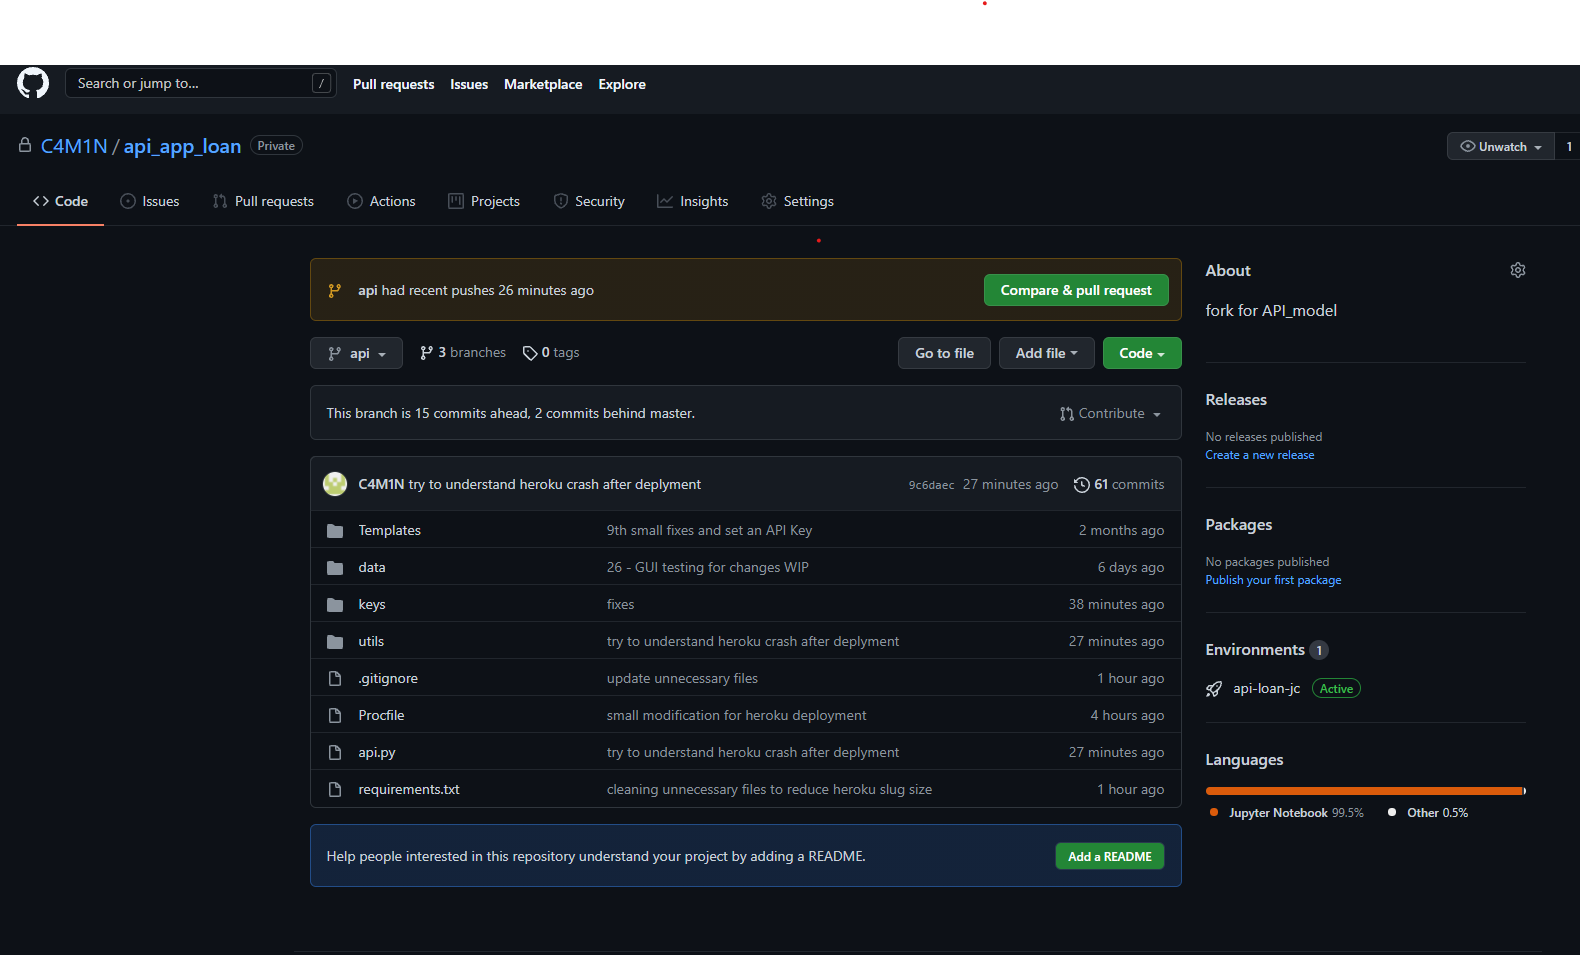 Search or jump to... /
Pull requests Issues Marketplace Explore
C4M1N / api_app_loan Private
Unwatch 1
Code Issues Pull requests Actions Projects Security Insights Settings
api had recent pushes 26 minutes ago
Compare & pull request
api 3 branches 0 tags
Go to file Add file Code
This branch is 15 commits ahead, 2 commits behind master.
Contribute
C4M1N try to understand heroku crash after deplyment 9c6daec 27 minutes ago 61 commits
Templates 9th small fixes and set an API Key 2 months ago
data 26 - GUI testing for changes WIP 6 days ago
keys fixes 38 minutes ago
utils try to understand heroku crash after deplyment 27 minutes ago
.gitignore update unnecessary files 1 hour ago
Procfile small modification for heroku deployment 4 hours ago
api.py try to understand heroku crash after deplyment 27 minutes ago
requirements.txt cleaning unnecessary files to reduce heroku slug size 1 hour ago
Help people interested in this repository understand your project by adding a README.
Add a README
About
fork for API_model
Releases
No releases published
Create a new release
Packages
No packages published
Publish your first package
Environments 1
api-loan-jc Active
Languages
Jupyter Notebook 99.5% Other 0.5%